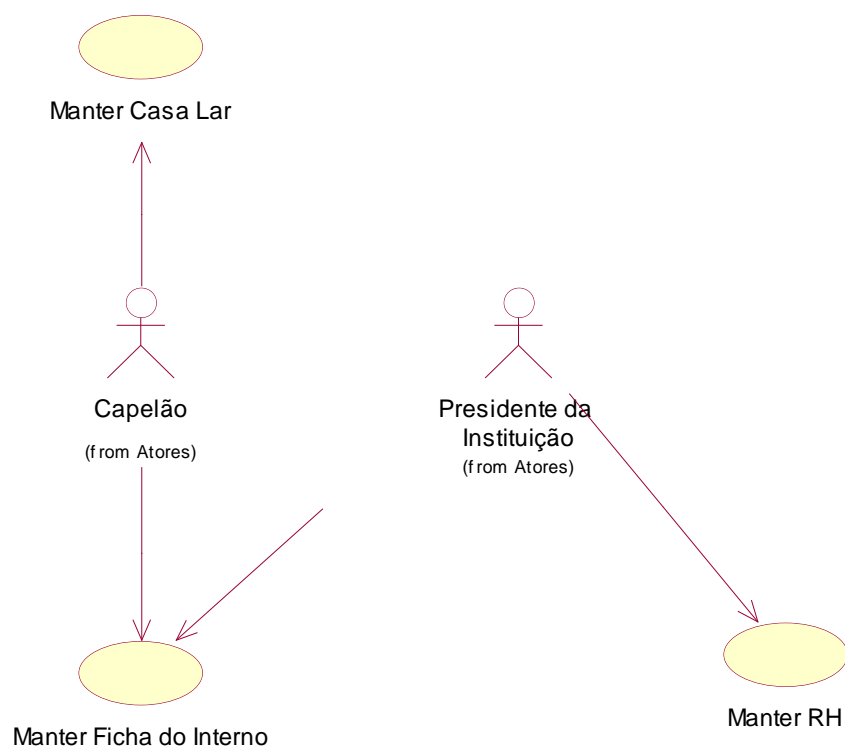 Manter Casa Lar
Capelão
(from Atores)
Presidente da
Instituição
(from Atores)
Manter Ficha do Interno
Manter RH